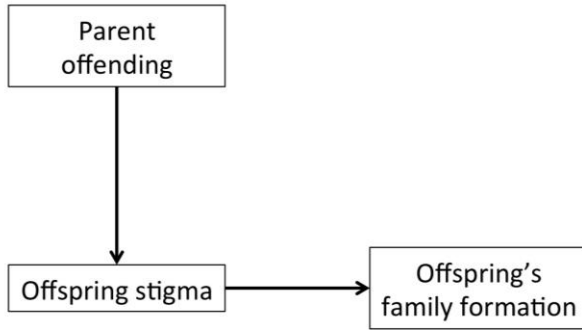 Parent
offending
Offspring stigma
Offspring’s
family formation